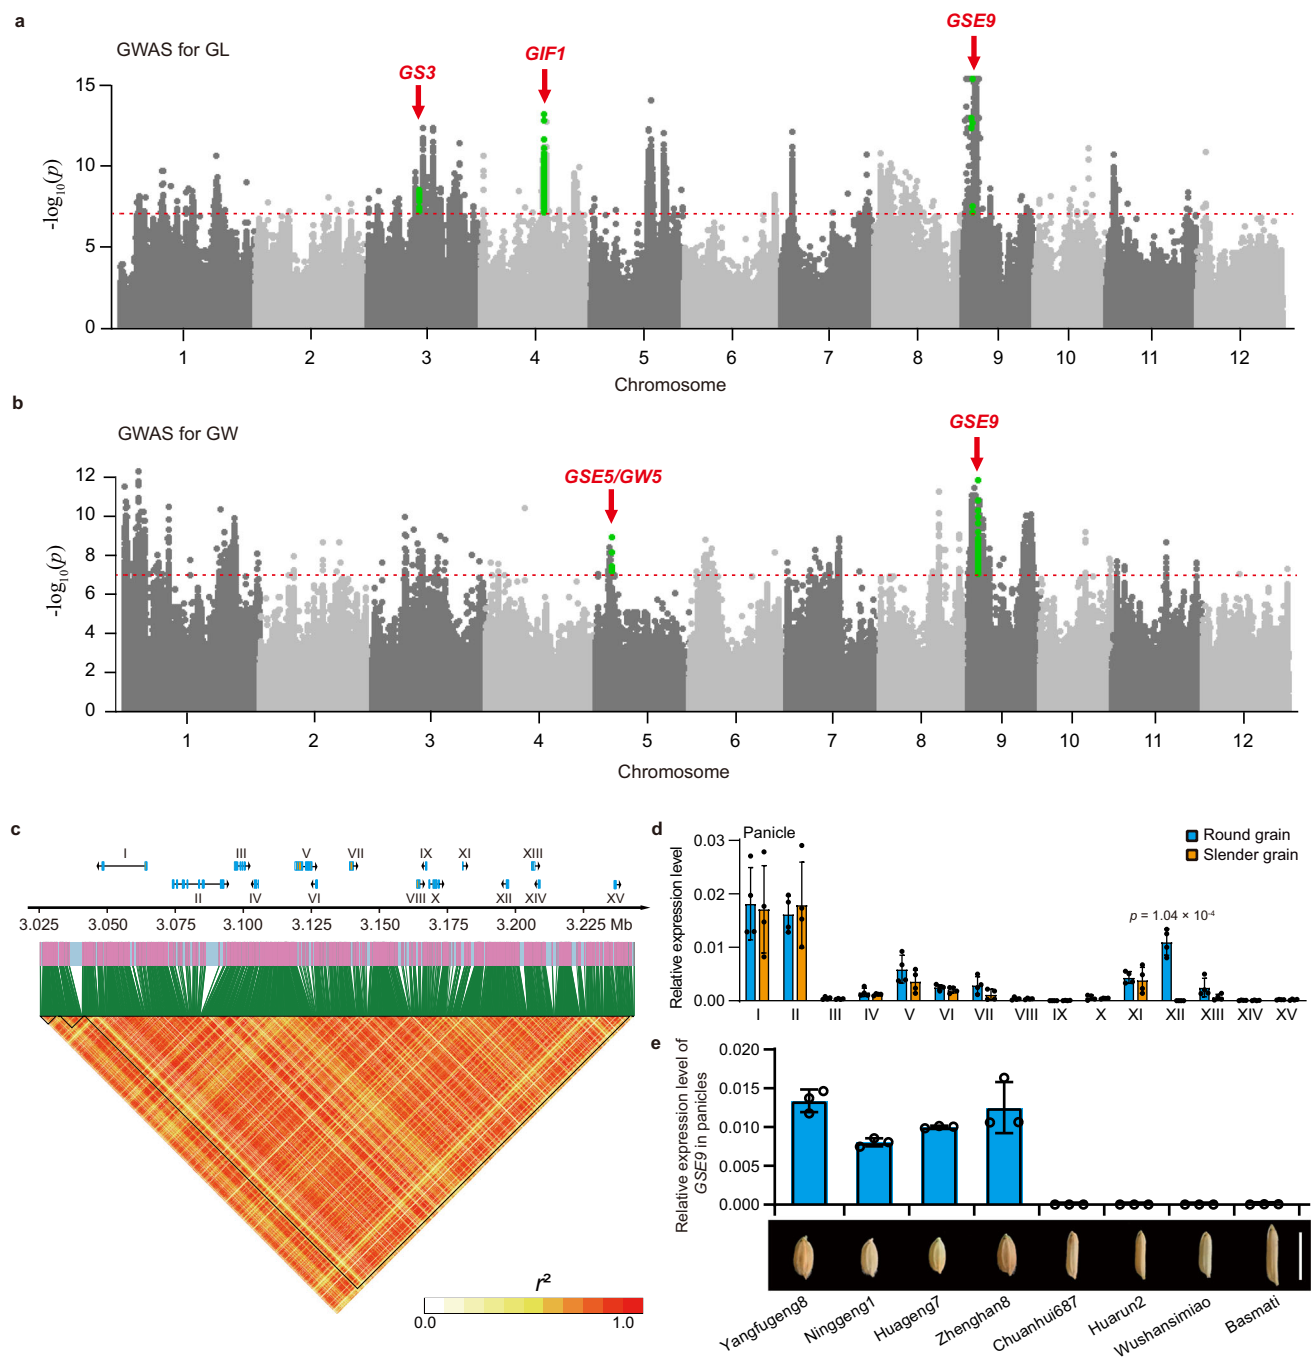 a
GWAS for GL
GS3
GIF1
GSE9
-log10(p)
15
10
5
0
1 2 3 4 5 6 7 8 9 10 11 12
Chromosome
b
GWAS for GW
GSE5/GW5
GSE9
-log10(p)
12
10
8
6
4
2
0
1 2 3 4 5 6 7 8 9 10 11 12
Chromosome
c
I III V VII IX XI XIII
II IV VI VIII X XII XIV XV
3.025 3.050 3.075 3.100 3.125 3.150 3.175 3.200 3.225 Mb
r²
0.0 1.0
d
Panicle
Round grain
Slender grain
Relative expression level
0.03
0.02
0.01
0.00
p = 1.04 × 10-4
I II III IV V VI VII VIII IX X XI XII XIII XIV XV
e
Relative expression level of
GSE9 in panicles
0.020
0.015
0.010
0.005
0.000
Yangfugeng8
Ninggeng1
Huageng7
Zhenghan8
Chuanhui687
Huarun2
Wushansimiao
Basmati